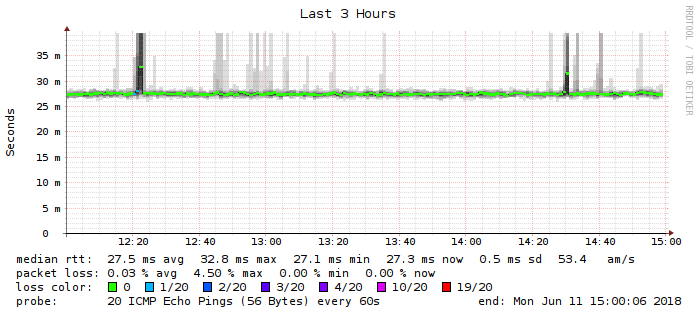 Last 3 Hours
RRDTOOL / TOBI OETIKER
Seconds
35 m
30 m
25 m
20 m
15 m
10 m
5 m
0
12:20 12:40 13:00 13:20 13:40 14:00 14:20 14:40 15:00
median rtt: 27.5 ms avg 32.8 ms max 27.1 ms min 27.3 ms now 0.5 ms sd 53.4 am/s
packet loss: 0.03 % avg 4.50 % max 0.00 % min 0.00 % now
loss color: 0 1/20 2/20 3/20 4/20 10/20 19/20
probe: 20 ICMP Echo Pings (56 Bytes) every 60s end: Mon Jun 11 15:00:06 2018